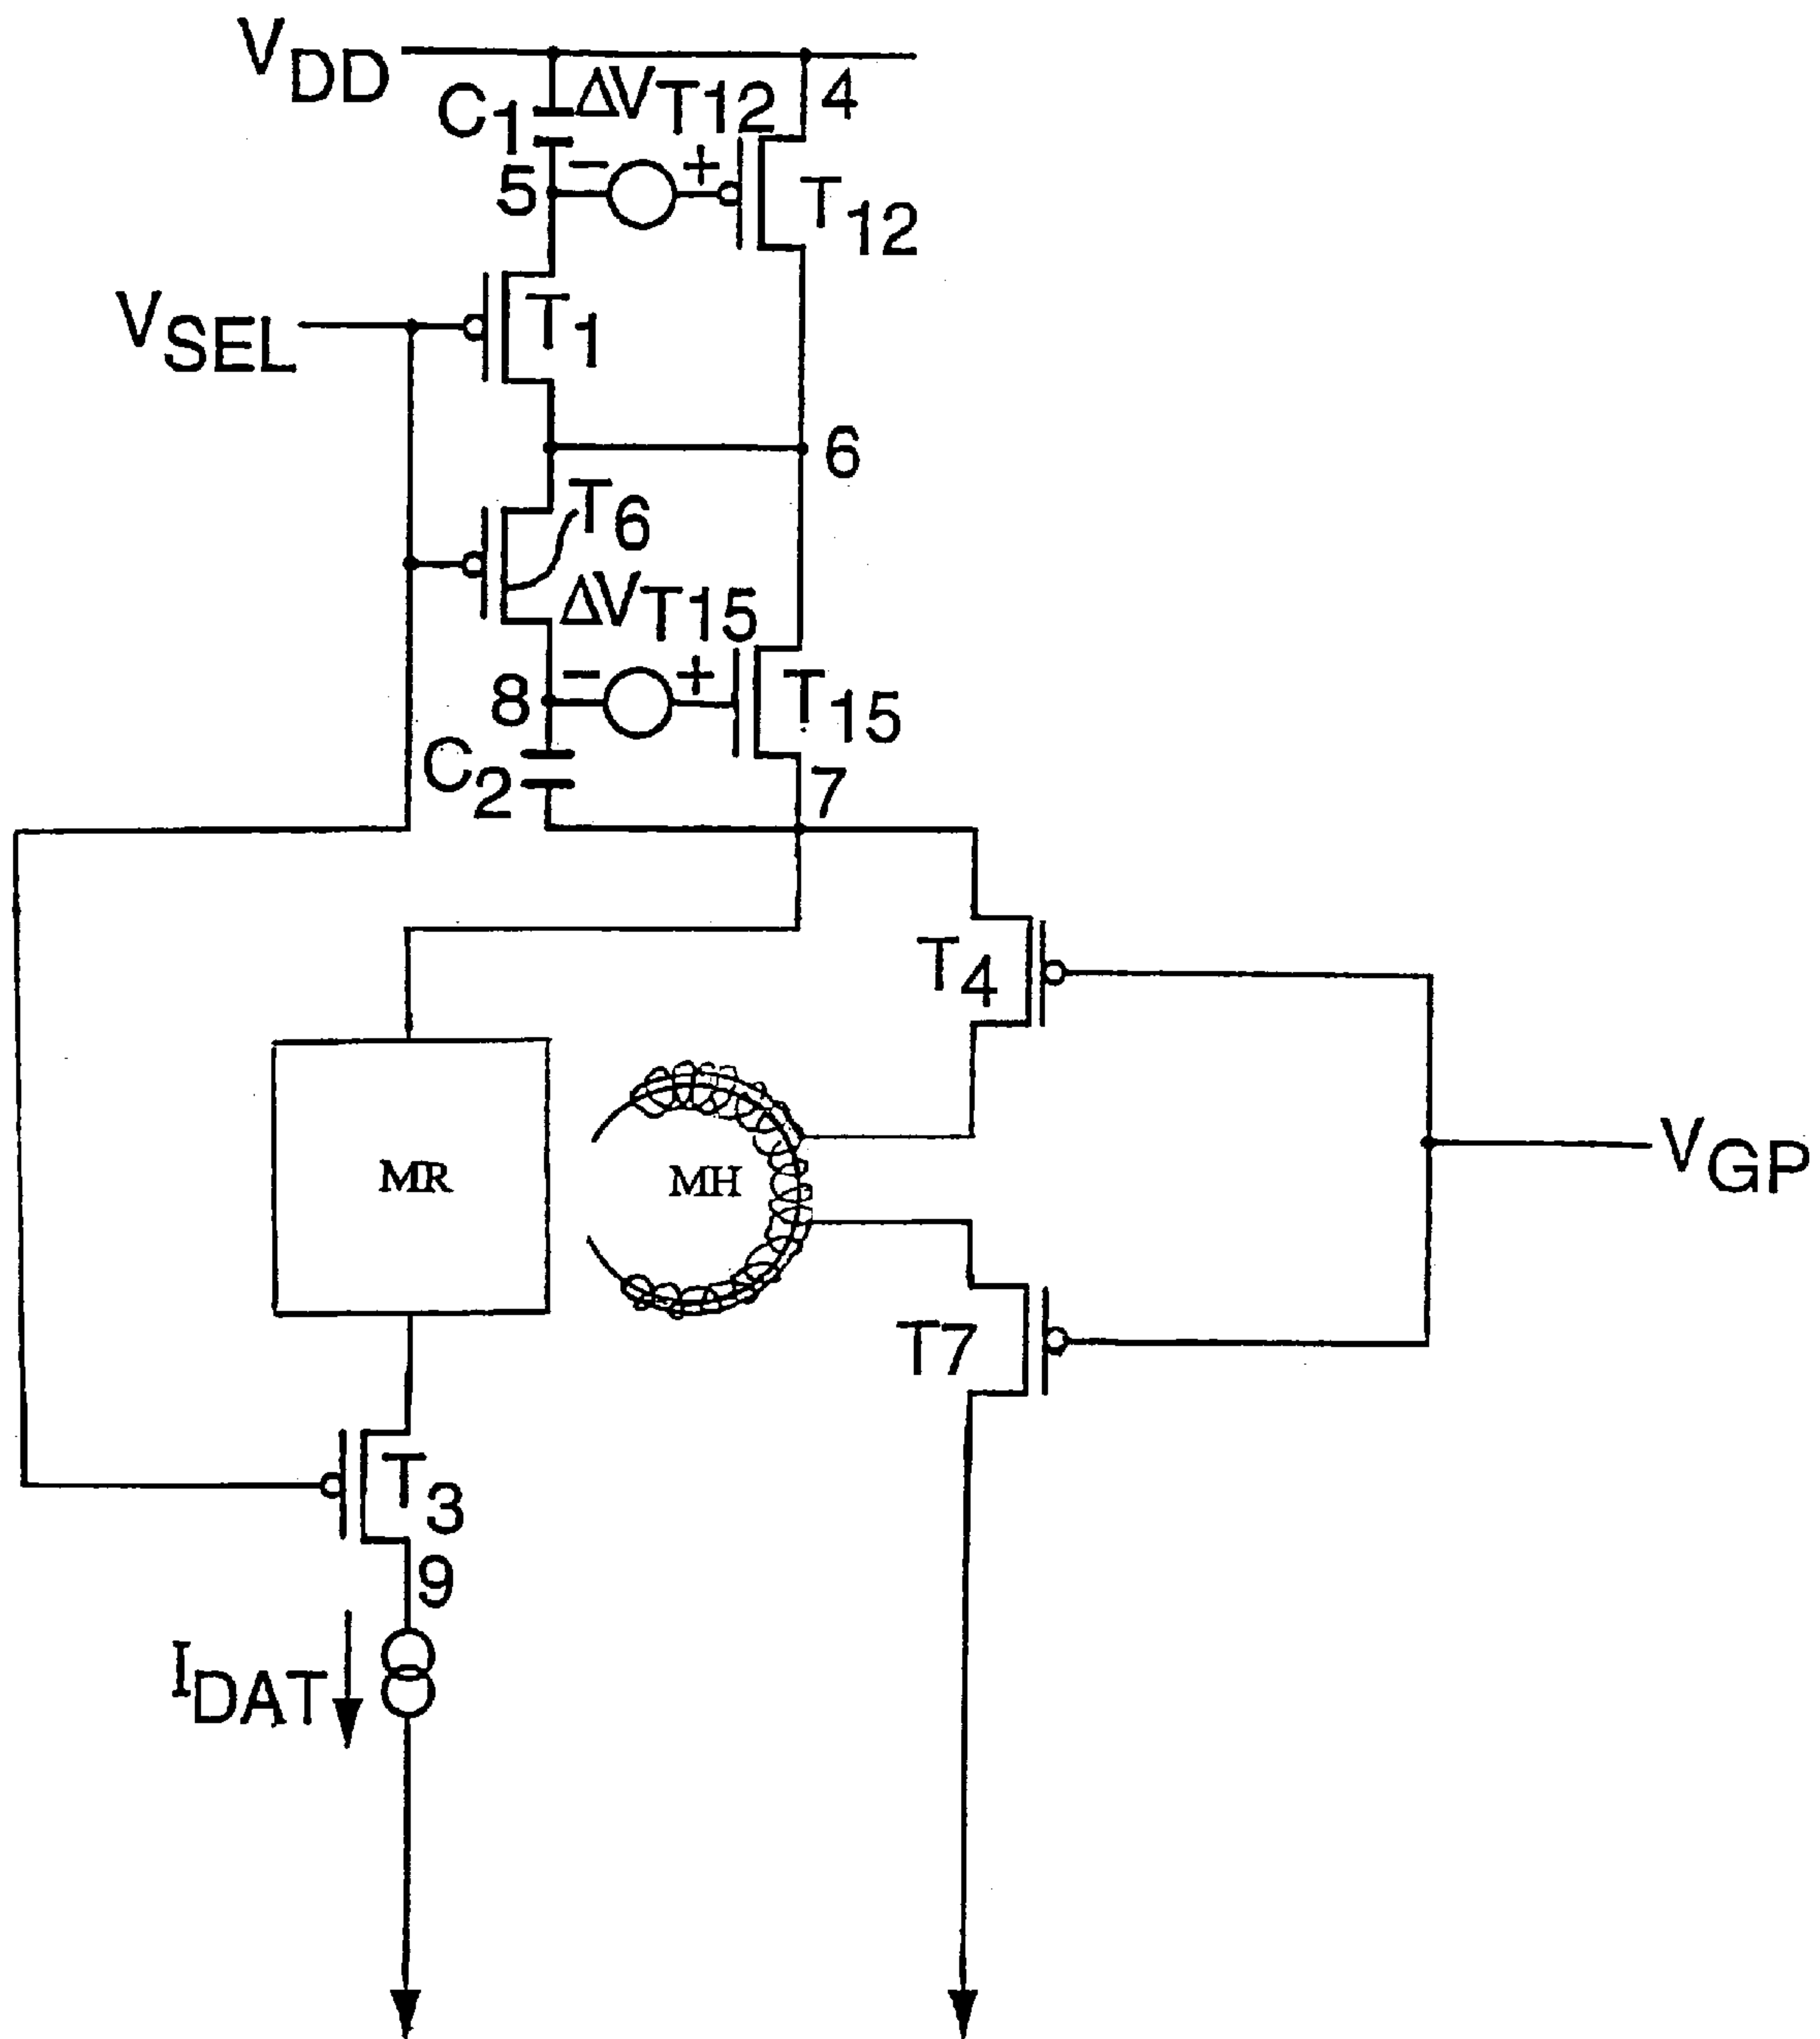 VDD
4
C1
ΔVT12
5
- +
T12
VSEL
T1
6
T6
ΔVT15
8
- +
T15
C2
7
T4
MR
MH
VGP
T7
T3
9
IDAT